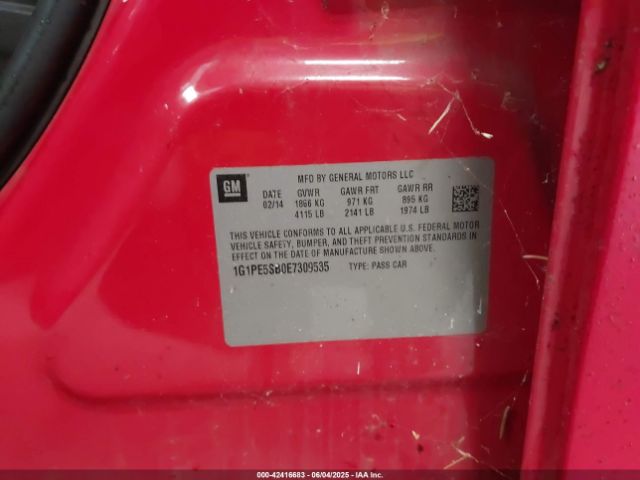 GM
MFD BY GENERAL MOTORS LLC
DATE GVWR GAWR FRT GAWR RR
02/14 1866 KG 971 KG 895 KG
4115 LB 2141 LB 1974 LB
THIS VEHICLE CONFORMS TO ALL APPLICABLE U.S. FEDERAL MOTOR
VEHICLE SAFETY, BUMPER, AND THEFT PREVENTION STANDARDS IN
EFFECT ON THE DATE OF MANUFACTURE SHOWN ABOVE.
1G1PE5SB0E7309535 TYPE: PASS CAR
000-42416683 - 06/04/2025 - IAA, Inc.